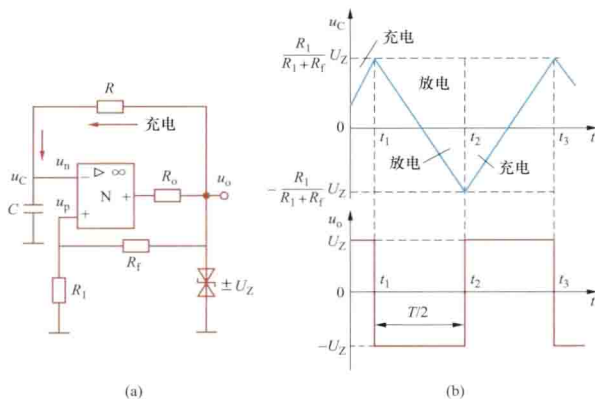 R
充电
u_C
u_n
▷ ∞
−
N
+
R_o
u_o
C
u_p
+
R_f
R_1
±U_Z
(a)
u_C
充电
R_1/(R_1+R_f) U_Z
放电
0
t_1
t_2
t_3
t
放电
充电
−R_1/(R_1+R_f) U_Z
u_o
U_Z
t_1
t_2
t_3
0
t
T/2
−U_Z
(b)